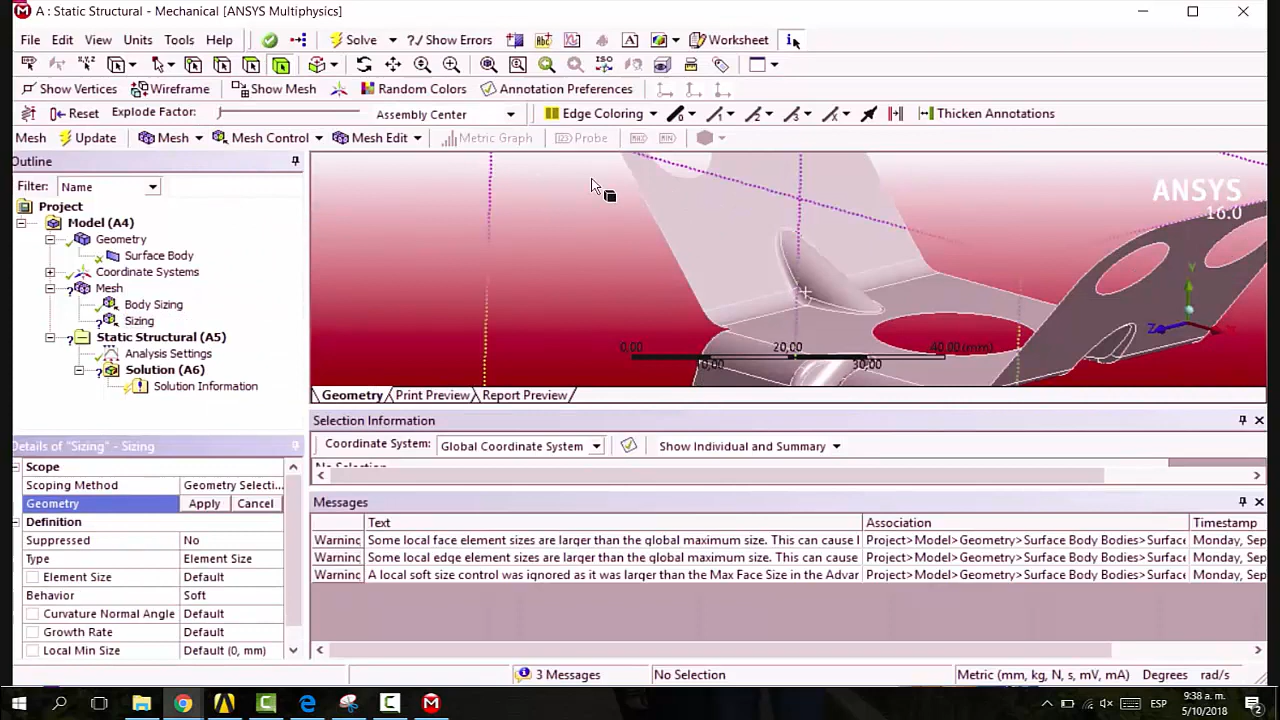 A : Static Structural - Mechanical [ANSYS Multiphysics]
File Edit View Units Tools Help Solve ?/ Show Errors Worksheet
Show Vertices Wireframe Show Mesh Random Colors Annotation Preferences
Reset Explode Factor: Assembly Center Edge Coloring Thicken Annotations
Mesh Update Mesh Mesh Control Mesh Edit Metric Graph Probe
Outline
Filter: Name
Project
Model (A4)
Geometry
Surface Body
Coordinate Systems
Mesh
Body Sizing
Sizing
Static Structural (A5)
Analysis Settings
Solution (A6)
Solution Information
ANSYS
16.0
Y
Z
0,00 20,00 40,00 (mm)
10,00 30,00
Geometry Print Preview Report Preview
Selection Information
Coordinate System: Global Coordinate System Show Individual and Summary
No Selection
Details of "Sizing" - Sizing
Scope
Scoping Method Geometry Selecti...
Geometry Apply Cancel
Definition
Suppressed No
Type Element Size
Element Size Default
Behavior Soft
Curvature Normal Angle Default
Growth Rate Default
Local Min Size Default (0, mm)
Messages
Text Association Timestamp
Warning Some local face element sizes are larger than the global maximum size. This can cause Project>Model>Geometry>Surface Body Bodies>Surface Monday, Sep
Warning Some local edge element sizes are larger than the global maximum size. This can cause Project>Model>Geometry>Surface Body Bodies>Surface Monday, Sep
Warning A local soft size control was ignored as it was larger than the Max Face Size in the Advar Project>Model>Geometry>Surface Body Bodies>Surface Monday, Sep
3 Messages No Selection Metric (mm, kg, N, s, mV, mA) Degrees rad/s
ESP 9:38 a. m.
5/10/2018
2